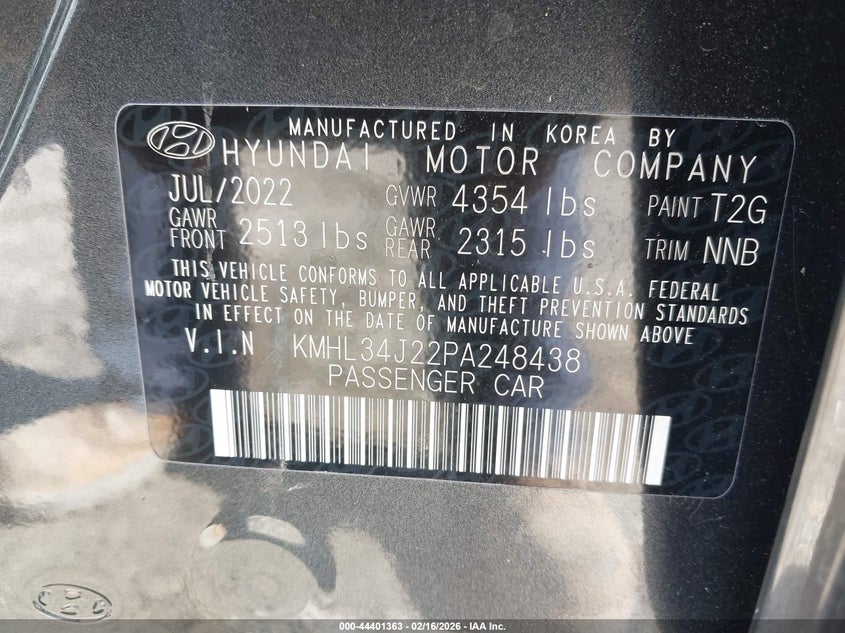 MANUFACTURED IN KOREA BY
HYUNDAI MOTOR COMPANY
JUL/2022 GVWR 4354 lbs PAINT T2G
GAWR FRONT 2513 lbs GAWR REAR 2315 lbs TRIM NNB
THIS VEHICLE CONFORMS TO ALL APPLICABLE U.S.A. FEDERAL
MOTOR VEHICLE SAFETY, BUMPER, AND THEFT PREVENTION STANDARDS
IN EFFECT ON THE DATE OF MANUFACTURE SHOWN ABOVE
V.I.N KMHL34J22PA248438
PASSENGER CAR
000-44401363 - 02/16/2026 - IAA Inc.